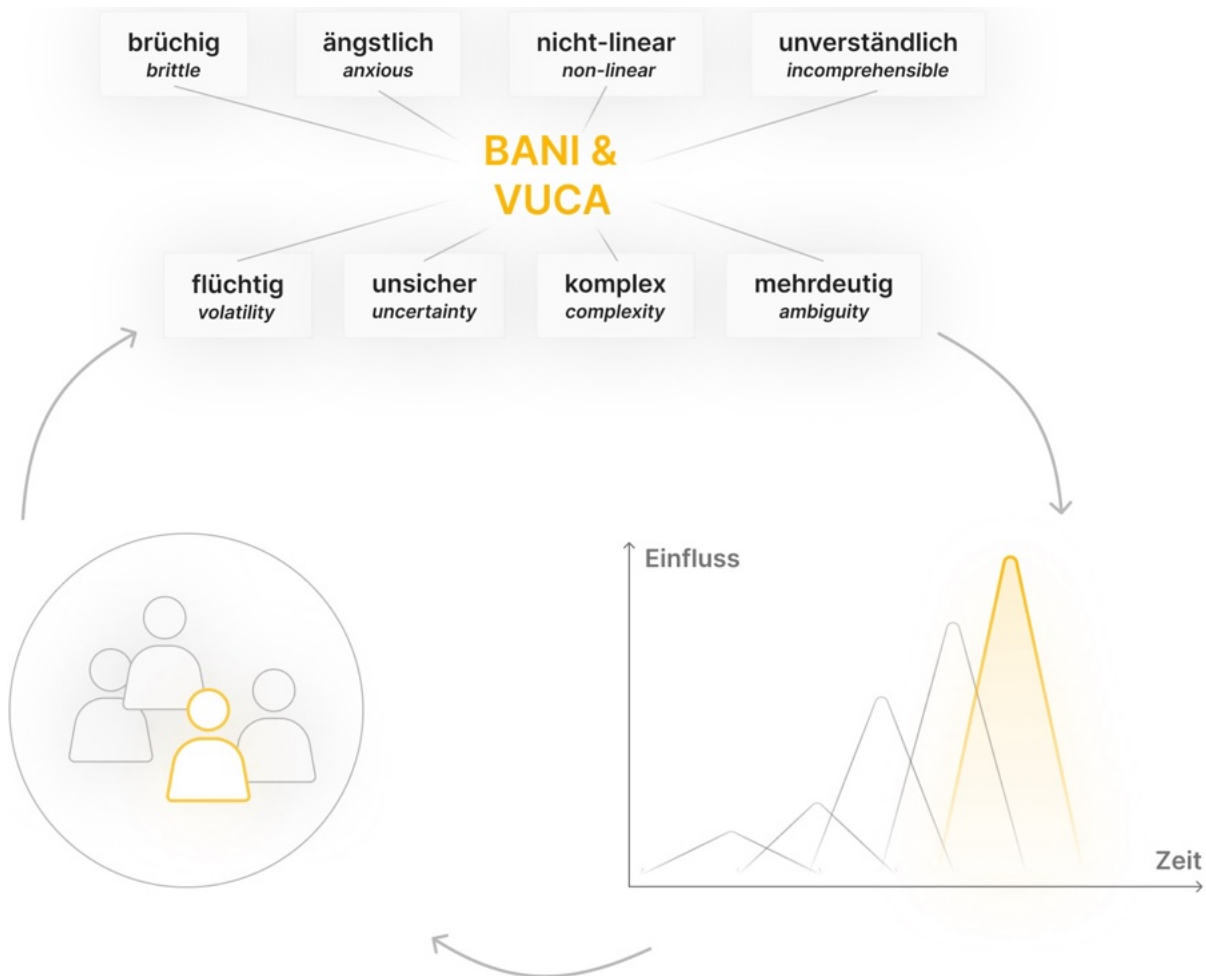 brüchig
brittle
ängstlich
anxious
nicht-linear
non-linear
unverständlich
incomprehensible
BANI &
VUCA
flüchtig
volatility
unsicher
uncertainty
komplex
complexity
mehrdeutig
ambiguity
Einfluss
Zeit